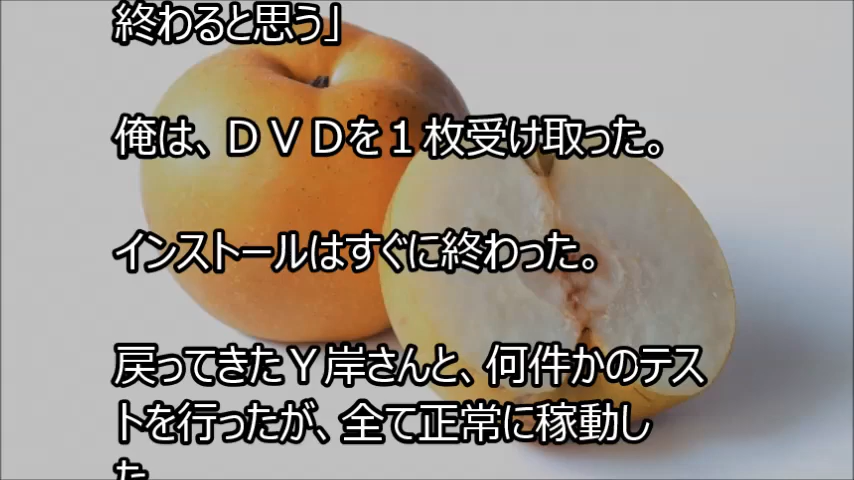 終わると思う」
俺は、ＤＶＤを１枚受け取った。
インストールはすぐに終わった。
戻ってきたＹ岸さんと、何件かのテス
トを行ったが、全て正常に稼動し
た